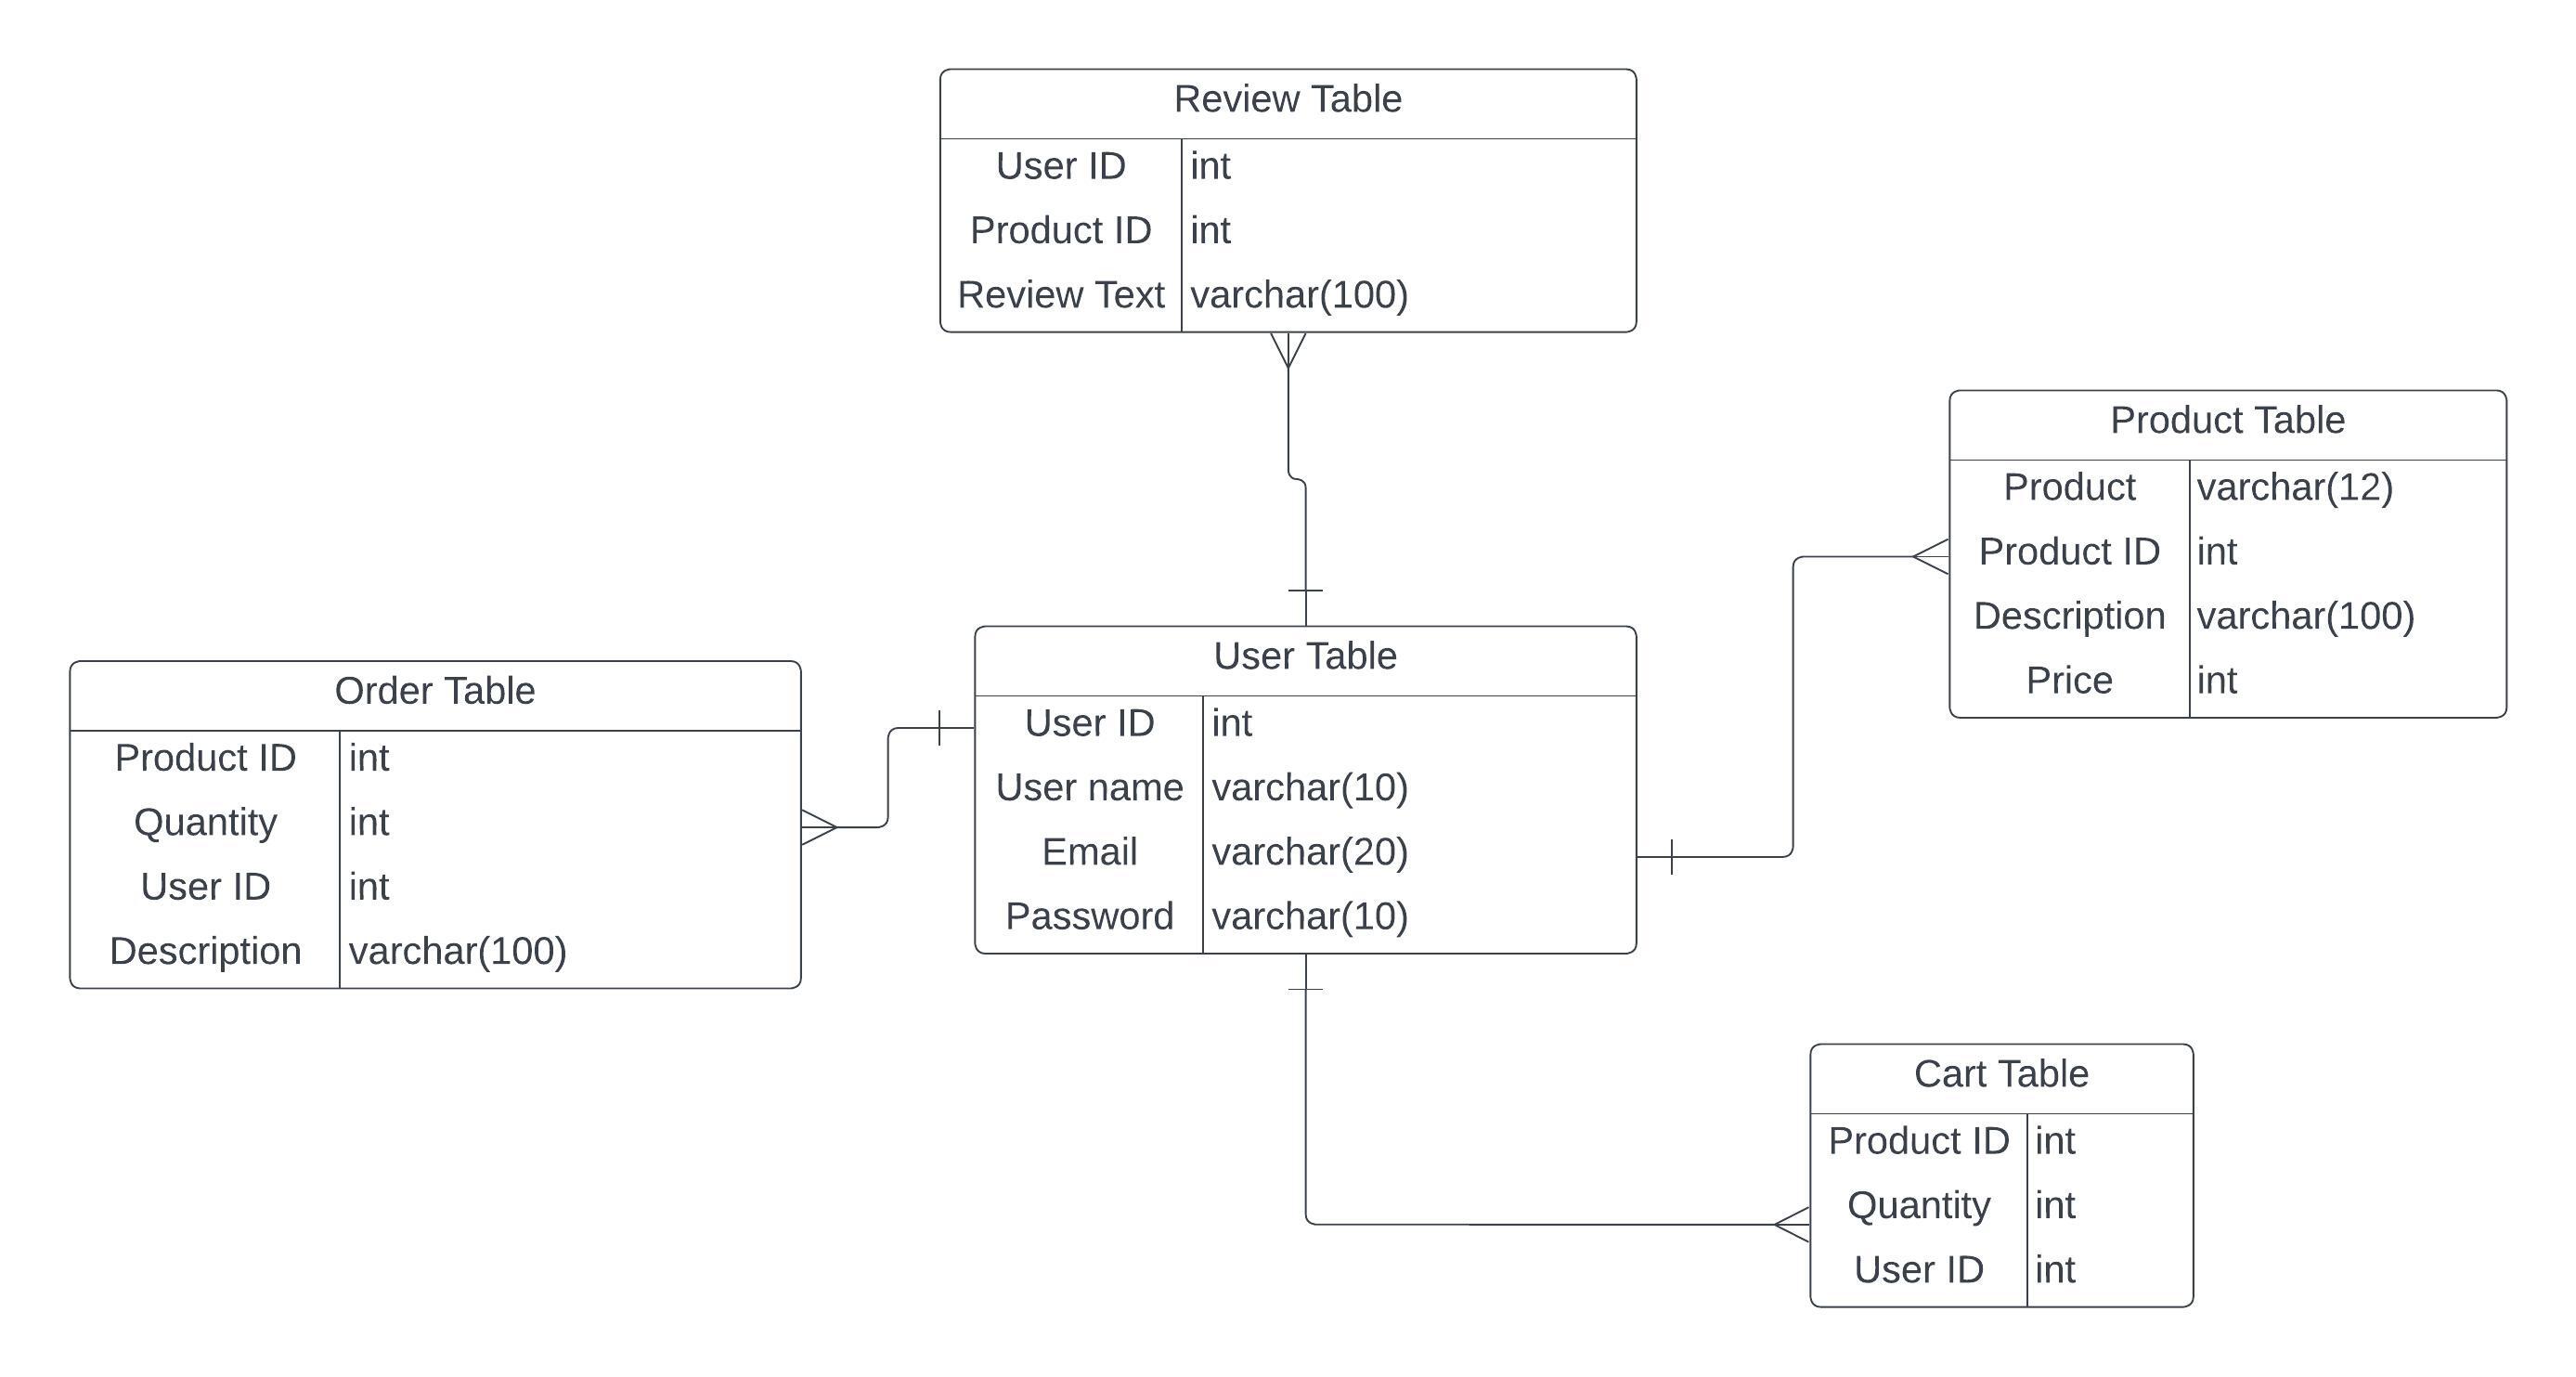 Review Table
User ID int
Product ID int
Review Text varchar(100)
Product Table
Product varchar(12)
Product ID int
Description varchar(100)
Price int
User Table
User ID int
User name varchar(10)
Email varchar(20)
Password varchar(10)
Order Table
Product ID int
Quantity int
User ID int
Description varchar(100)
Cart Table
Product ID int
Quantity int
User ID int